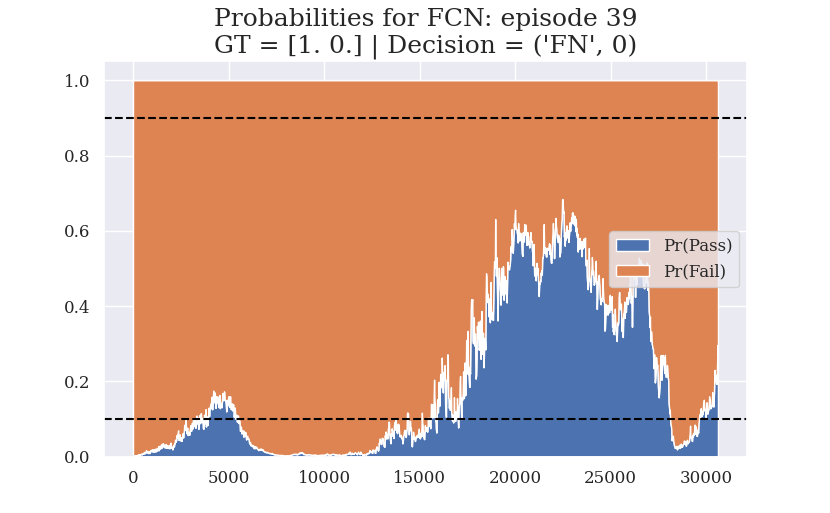 Probabilities for FCN: episode 39
GT = [1. 0.] | Decision = ('FN', 0)
1.0
0.8
0.6
0.4
0.2
0.0
Pr(Pass)
Pr(Fail)
0 5000 10000 15000 20000 25000 30000